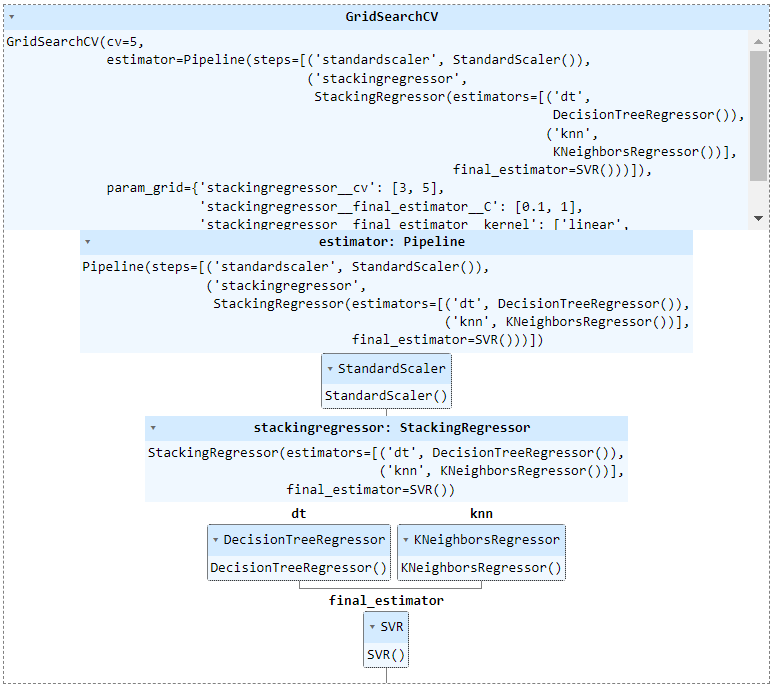 GridSearchCV
GridSearchCV(cv=5,
estimator=Pipeline(steps=[('standardscaler', StandardScaler()),
('stackingregressor',
StackingRegressor(estimators=[('dt',
DecisionTreeRegressor()),
('knn',
KNeighborsRegressor())],
final_estimator=SVR()))]),
param_grid={'stackingregressor__cv': [3, 5],
'stackingregressor__final_estimator__C': [0.1, 1],
'stackingregressor__final_estimator__kernel': ['linear',
estimator: Pipeline
Pipeline(steps=[('standardscaler', StandardScaler()),
('stackingregressor',
StackingRegressor(estimators=[('dt', DecisionTreeRegressor()),
('knn', KNeighborsRegressor())],
final_estimator=SVR()))])
StandardScaler
StandardScaler()
stackingregressor: StackingRegressor
StackingRegressor(estimators=[('dt', DecisionTreeRegressor()),
('knn', KNeighborsRegressor())],
final_estimator=SVR())
dt knn
DecisionTreeRegressor KNeighborsRegressor
DecisionTreeRegressor() KNeighborsRegressor()
final_estimator
SVR
SVR()